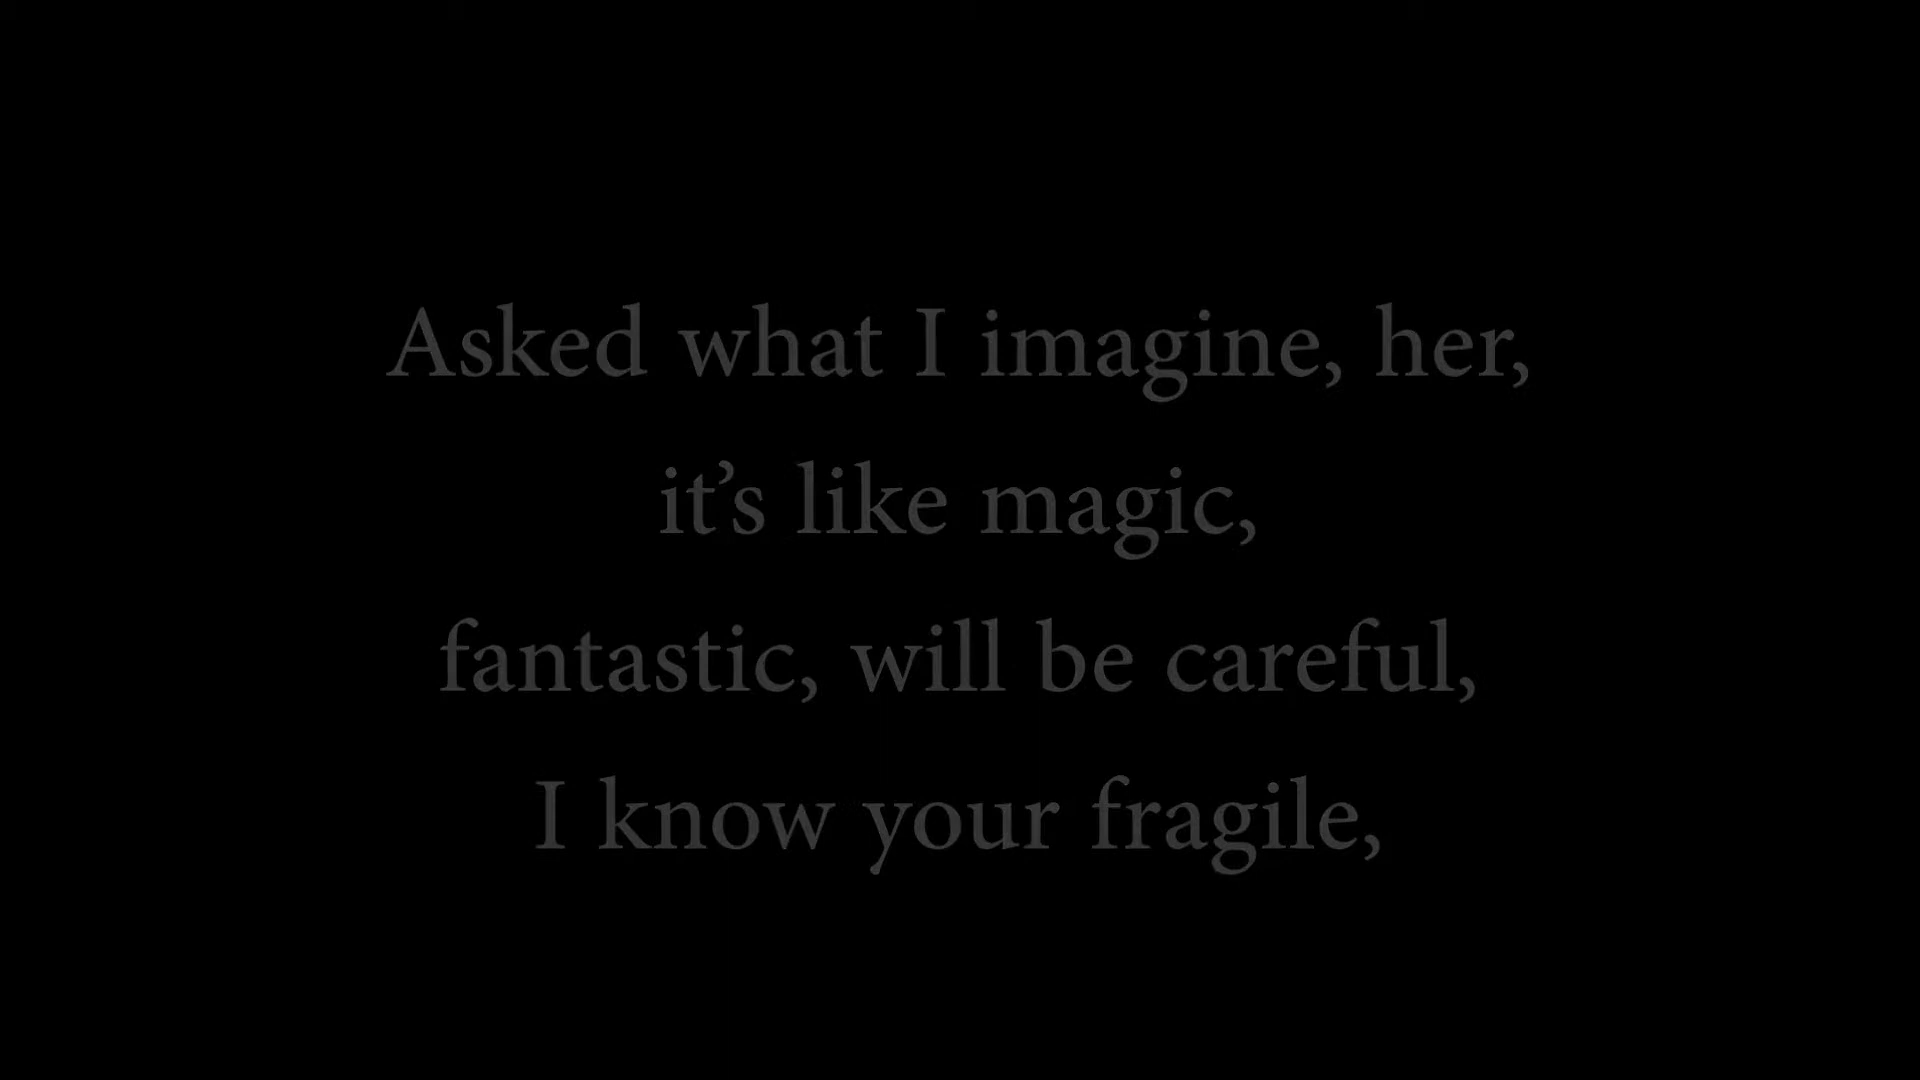 Asked what I imagine, her,
it’s like magic,
fantastic, will be careful,
I know your fragile,